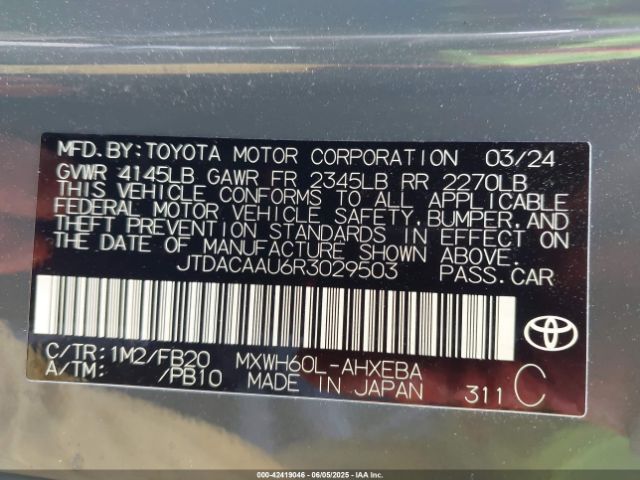 MFD.BY:TOYOTA MOTOR CORPORATION 03/24
GVWR 4145LB GAWR FR 2345LB RR 2270LB
THIS VEHICLE CONFORMS TO ALL APPLICABLE
FEDERAL MOTOR VEHICLE SAFETY,BUMPER,AND
THEFT PREVENTION STANDARDS IN EFFECT ON
THE DATE OF MANUFACTURE SHOWN ABOVE.
JTDACAAU6R3029503 PASS.CAR
C/TR:1M2/FB20 MXWH60L-AHXEBA
A/TM: /PB10 MADE IN JAPAN 311 C
000-42419046 - 06/05/2025 - COPYRIGHT IAA, LLC